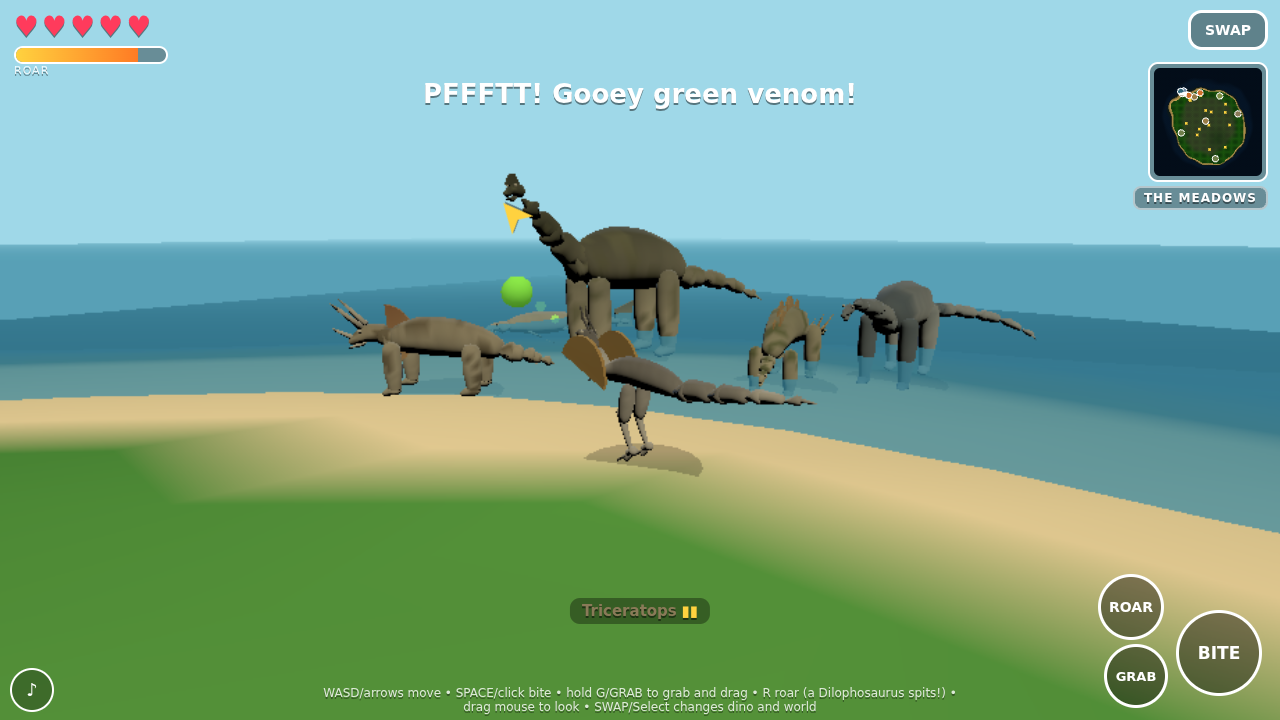 SWAP
ROAR
PFFFTT! Gooey green venom!
THE MEADOWS
Triceratops
ROAR
BITE
GRAB
WASD/arrows move • SPACE/click bite • hold G/GRAB to grab and drag • R roar (a Dilophosaurus spits!) •
drag mouse to look • SWAP/Select changes dino and world